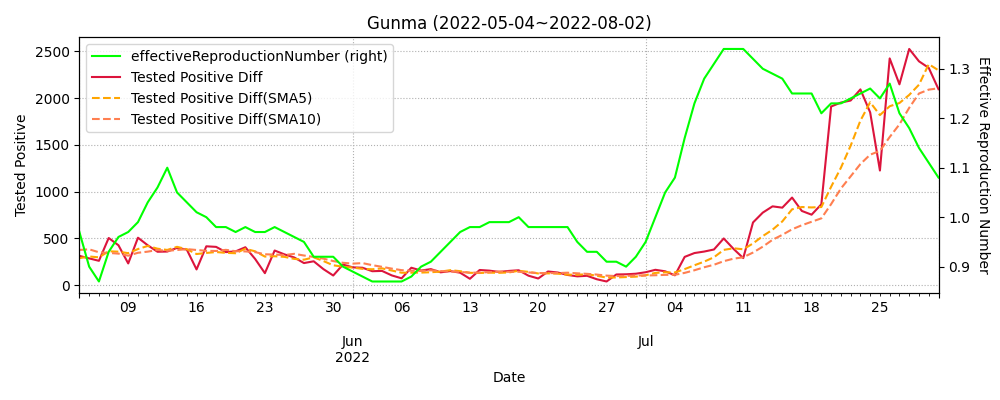 Gunma (2022-05-04~2022-08-02)
effectiveReproductionNumber (right)
Tested Positive Diff
Tested Positive Diff(SMA5)
Tested Positive Diff(SMA10)
Tested Positive
2500
2000
1500
1000
500
0
Effective Reproduction Number
1.3
1.2
1.1
1.0
0.9
09 16 23 30 06 13 20 27 04 11 18 25
Jun Jul
2022
Date